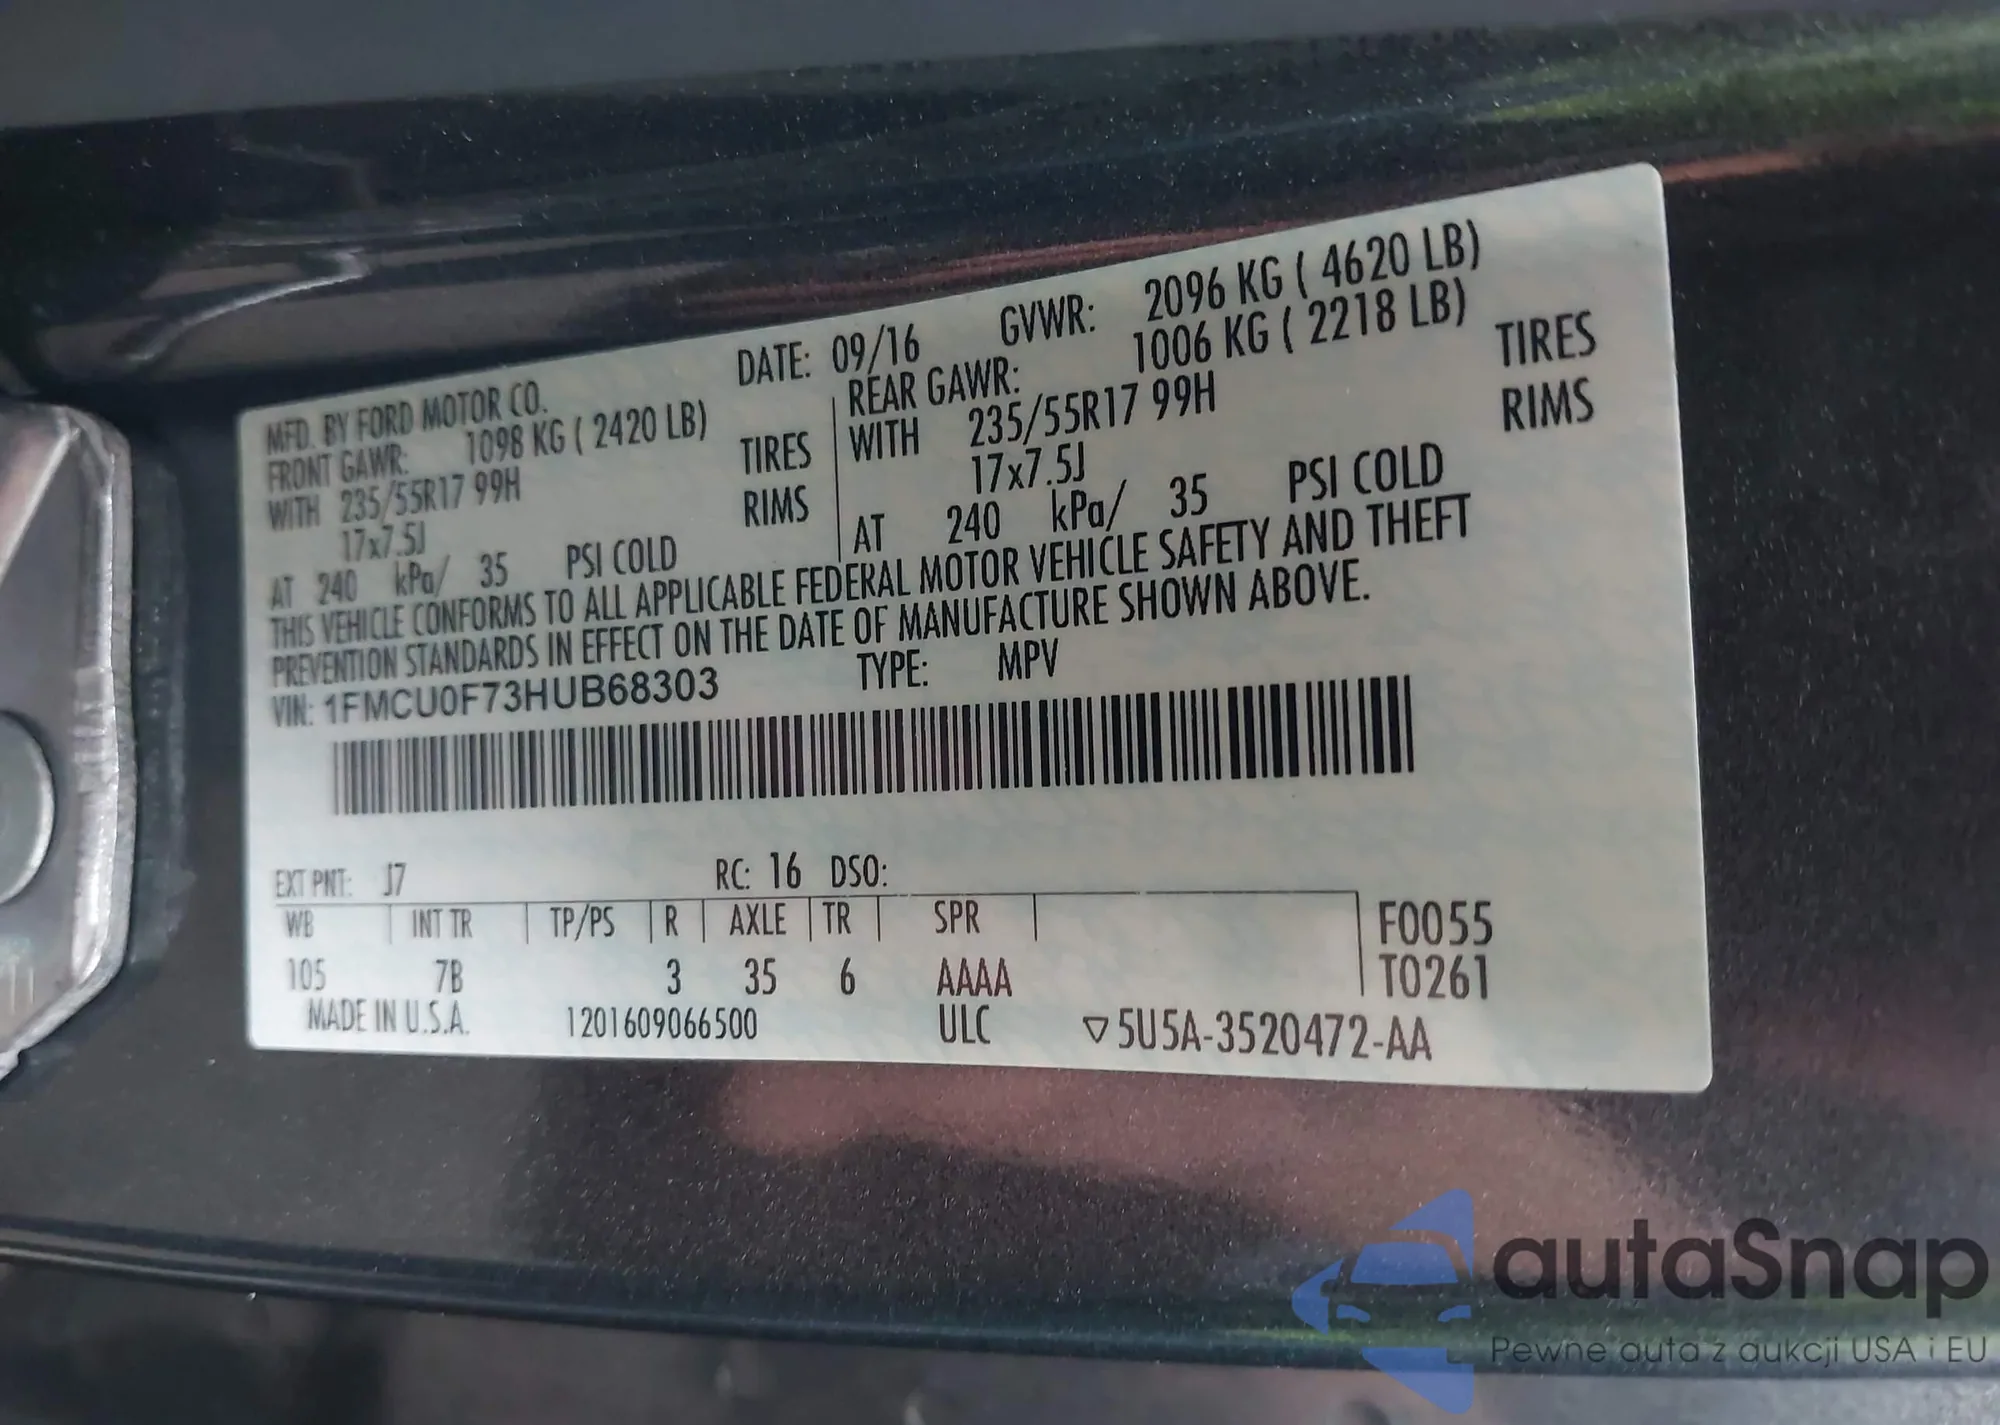 MFD. BY FORD MOTOR CO. DATE: 09/16 GVWR: 2096 KG ( 4620 LB)
FRONT GAWR: 1098 KG ( 2420 LB) REAR GAWR: 1006 KG ( 2218 LB)
WITH 235/55R17 99H TIRES WITH 235/55R17 99H TIRES
17x7.5J RIMS 17x7.5J RIMS
AT 240 kPa/ 35 PSI COLD AT 240 kPa/ 35 PSI COLD
THIS VEHICLE CONFORMS TO ALL APPLICABLE FEDERAL MOTOR VEHICLE SAFETY AND THEFT
PREVENTION STANDARDS IN EFFECT ON THE DATE OF MANUFACTURE SHOWN ABOVE.
VIN: 1FMCU0F73HUB68303 TYPE: MPV
EXT PNT: J7 RC: 16 DSO:
WB INT TR TP/PS R AXLE TR SPR F0055
105 7B 3 35 6 AAAA T0261
MADE IN U.S.A. 1201609066500 ULC ▽5U5A-3520472-AA
autaSnap
Pewne auta z aukcji USA i EU